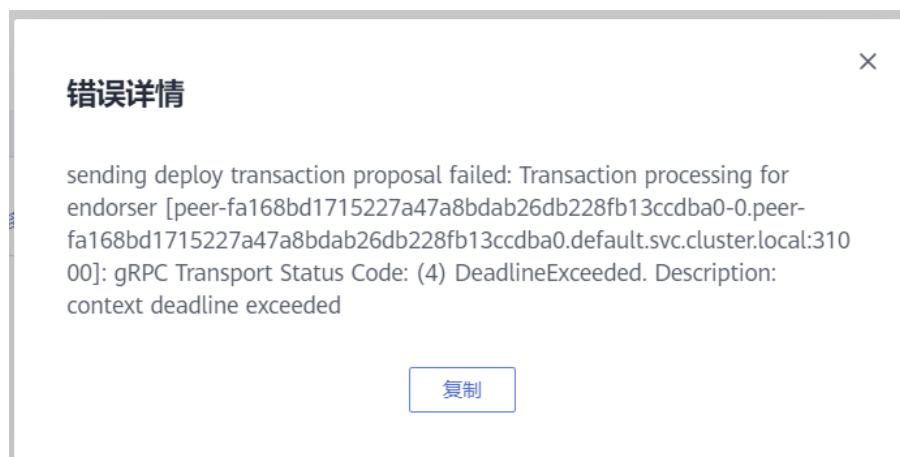 错误详情
sending deploy transaction proposal failed: Transaction processing for
endorser [peer-fa168bd1715227a47a8bdab26db228fb13ccdba0-0.peer-
fa168bd1715227a47a8bdab26db228fb13ccdba0.default.svc.cluster.local:310
00]: gRPC Transport Status Code: (4) DeadlineExceeded. Description:
context deadline exceeded
复制